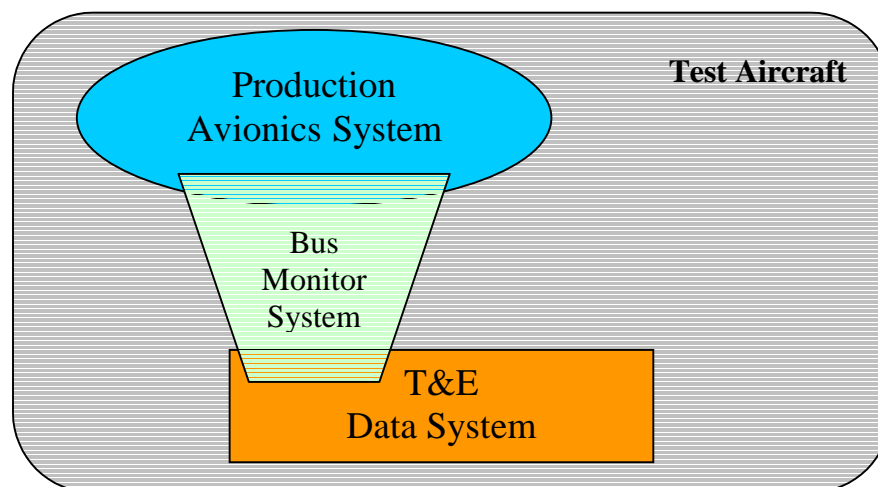 Test Aircraft
Production
Avionics System
Bus
Monitor
System
T&E
Data System